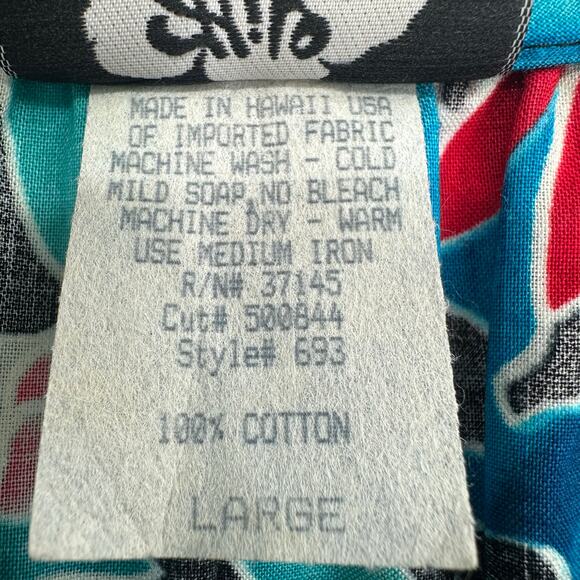 MADE IN HAWAII USA
OF IMPORTED FABRIC
MACHINE WASH - COLD
MILD SOAP, NO BLEACH
MACHINE DRY - WARM
USE MEDIUM IRON
R/N# 37145
Cut# 500844
Style# 693
100% COTTON
LARGE